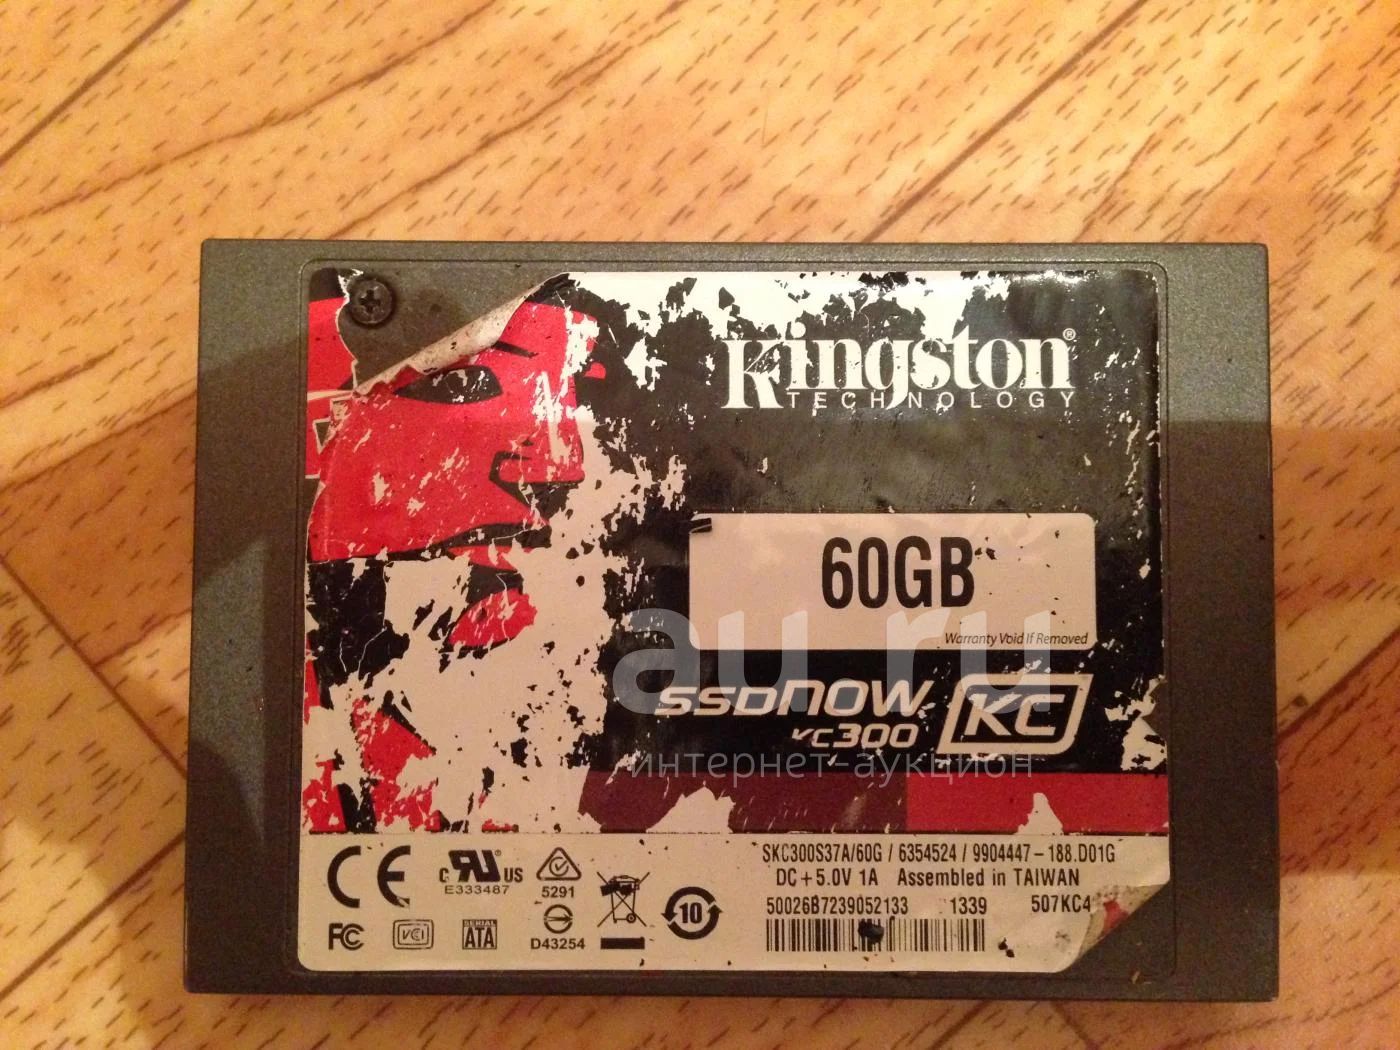 Kingston®
TECHNOLOGY
60GB
Warranty Void If Removed
au.ru
SSDNOW KC
KC300
интернет-аукцион
SKC300S37A/60G / 6354524 / 9904447-188.D01G
DC+5.0V 1A Assembled in TAIWAN
50026B7239052133 1339 507KC4
CE
c RU US
E333487
5291
FC
VCI
SERIAL
ATA
D43254
10